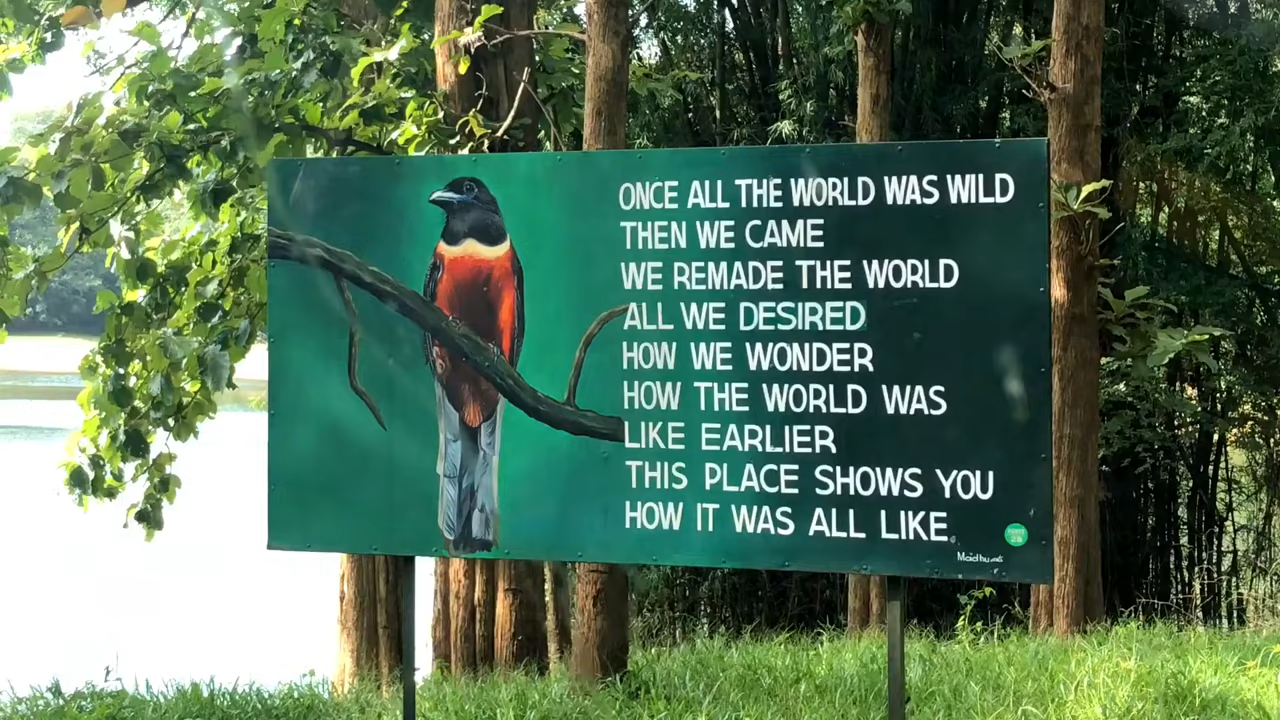 ONCE ALL THE WORLD WAS WILD
THEN WE CAME
WE REMADE THE WORLD
ALL WE DESIRED
HOW WE WONDER
HOW THE WORLD WAS
LIKE EARLIER
THIS PLACE SHOWS YOU
HOW IT WAS ALL LIKE.